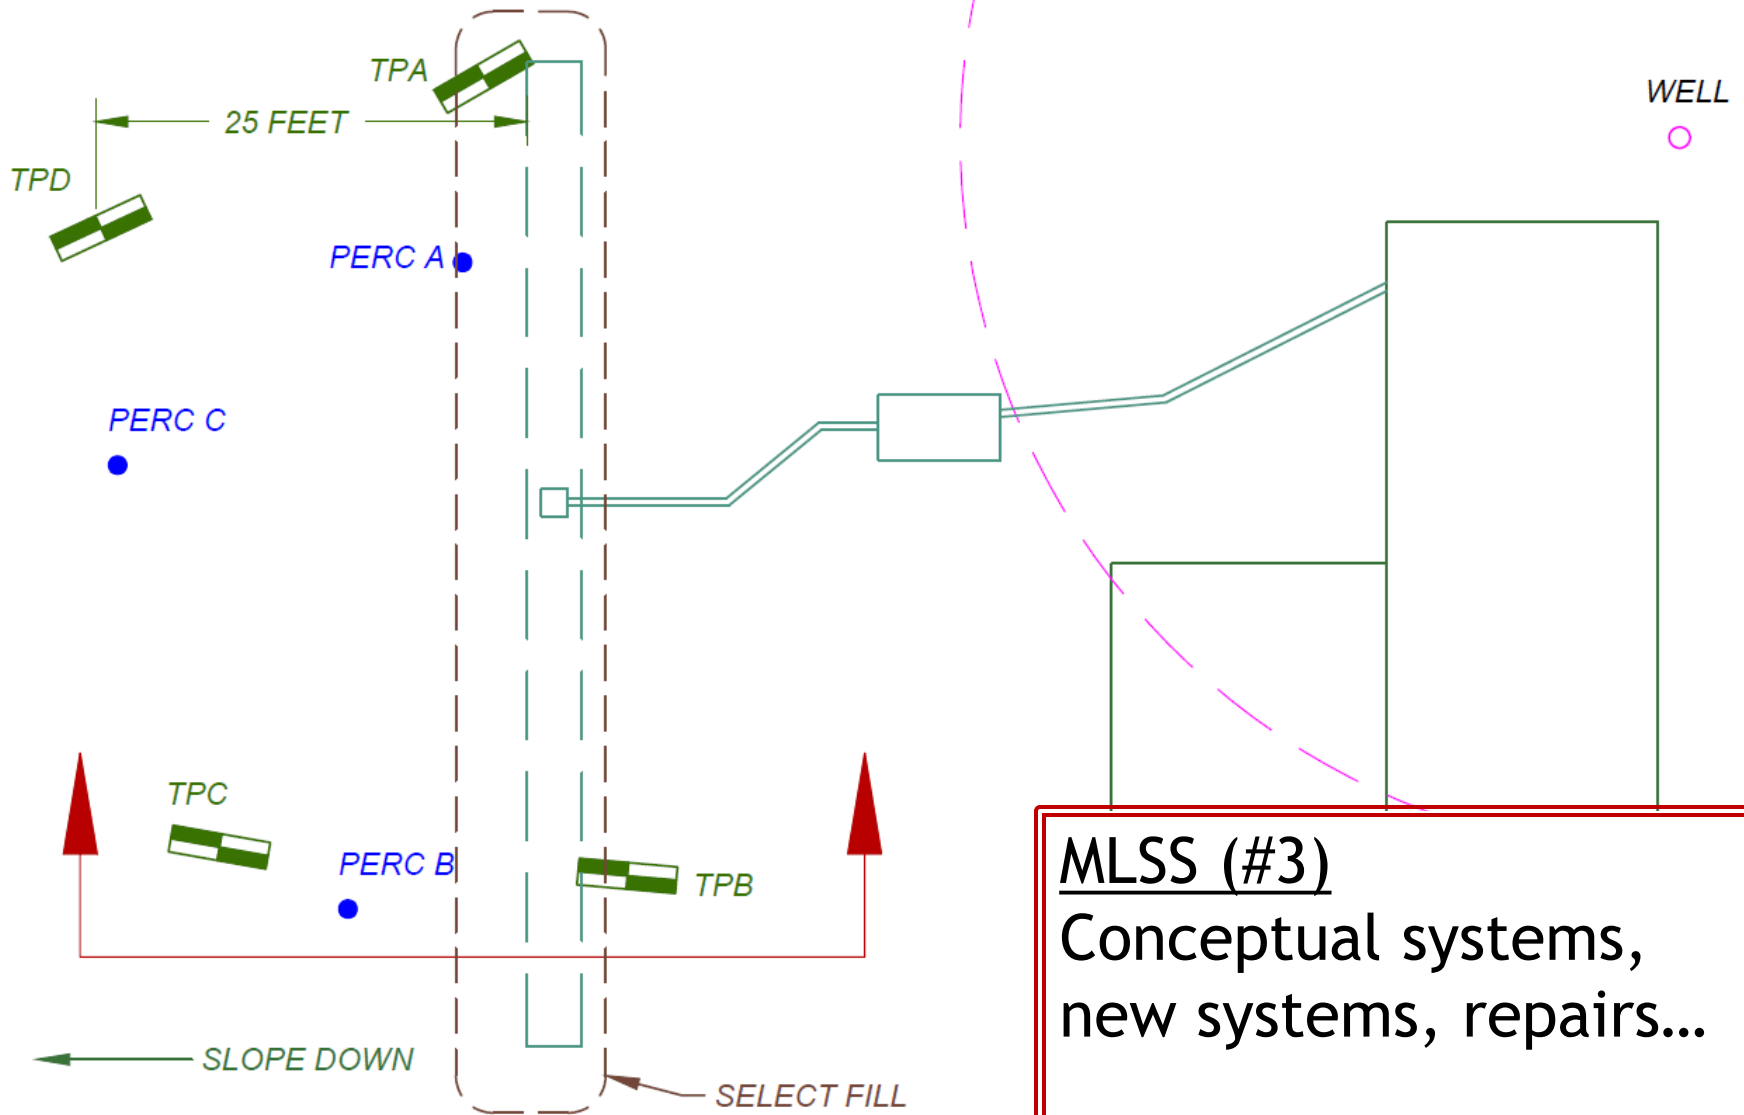 TPA
WELL
25 FEET
TPD
PERC A
PERC C
TPC
PERC B
TPB
MLSS (#3)
Conceptual systems,
new systems, repairs…
SLOPE DOWN
SELECT FILL